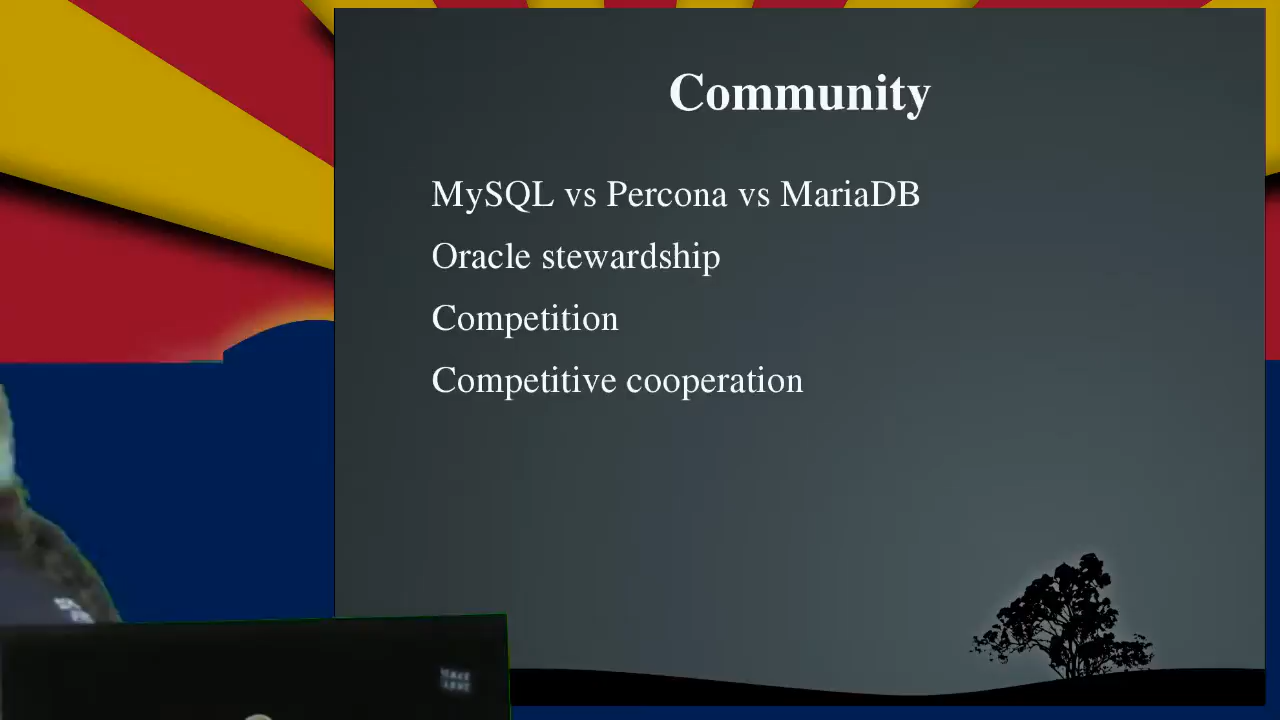 Community
MySQL vs Percona vs MariaDB
Oracle stewardship
Competition
Competitive cooperation